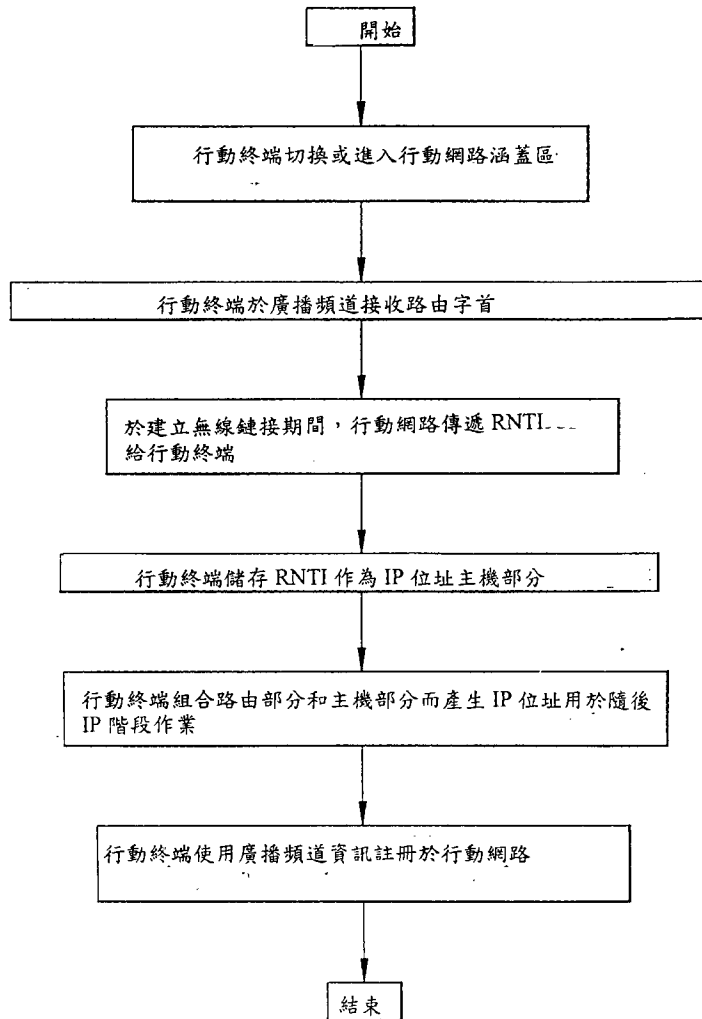 開始
行動終端切換或進入行動網路涵蓋區
行動終端於廣播頻道接收路由字首
於建立無線鏈接期間，行動網路傳遞 RNTI
給行動終端
行動終端儲存 RNTI 作為 IP 位址主機部分
行動終端組合路由部分和主機部分而產生 IP 位址用於隨後
IP 階段作業
行動終端使用廣播頻道資訊註冊於行動網路
結束